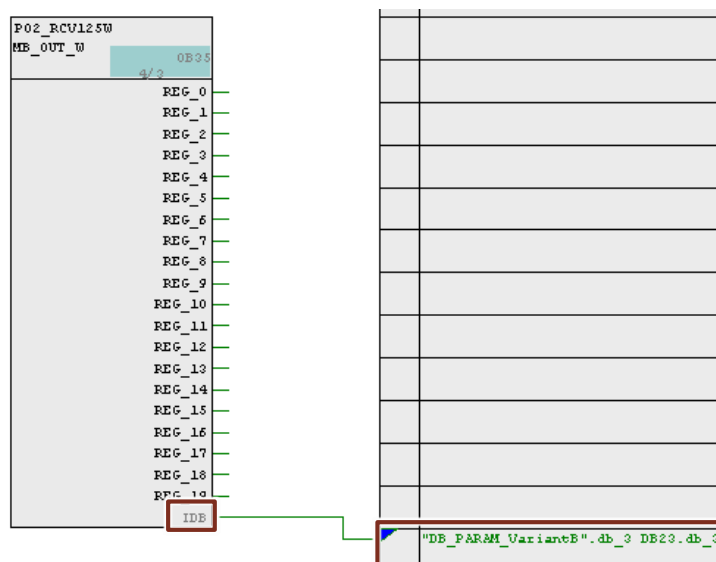 P02_RCV125W
MB_OUT_W
OB35
4/3
REG_0
REG_1
REG_2
REG_3
REG_4
REG_5
REG_6
REG_7
REG_8
REG_9
REG_10
REG_11
REG_12
REG_13
REG_14
REG_15
REG_16
REG_17
REG_18
REG_19
IDB
"DB_PARAM_VariantB".db_3 DB23.db_3